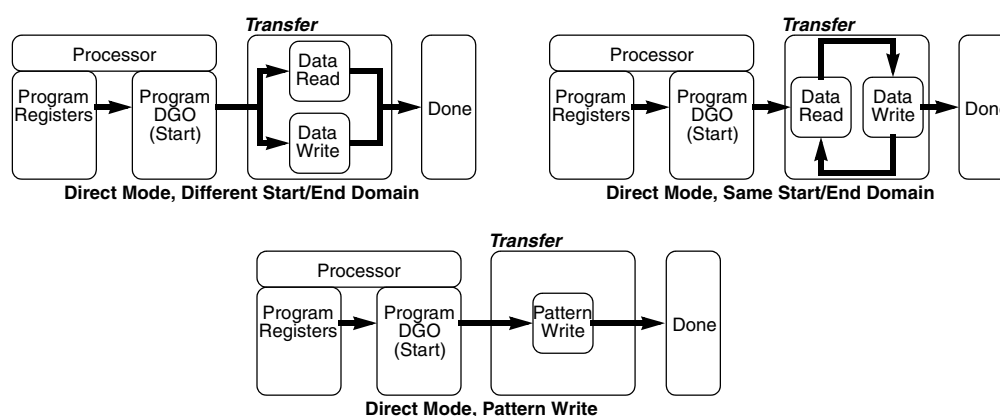 Transfer
Processor
Program
Registers
Program
DGO
(Start)
Data
Read
Data
Write
Done
Direct Mode, Different Start/End Domain
Transfer
Processor
Program
Registers
Program
DGO
(Start)
Data
Read
Data
Write
Done
Direct Mode, Same Start/End Domain
Transfer
Processor
Program
Registers
Program
DGO
(Start)
Pattern
Write
Done
Direct Mode, Pattern Write